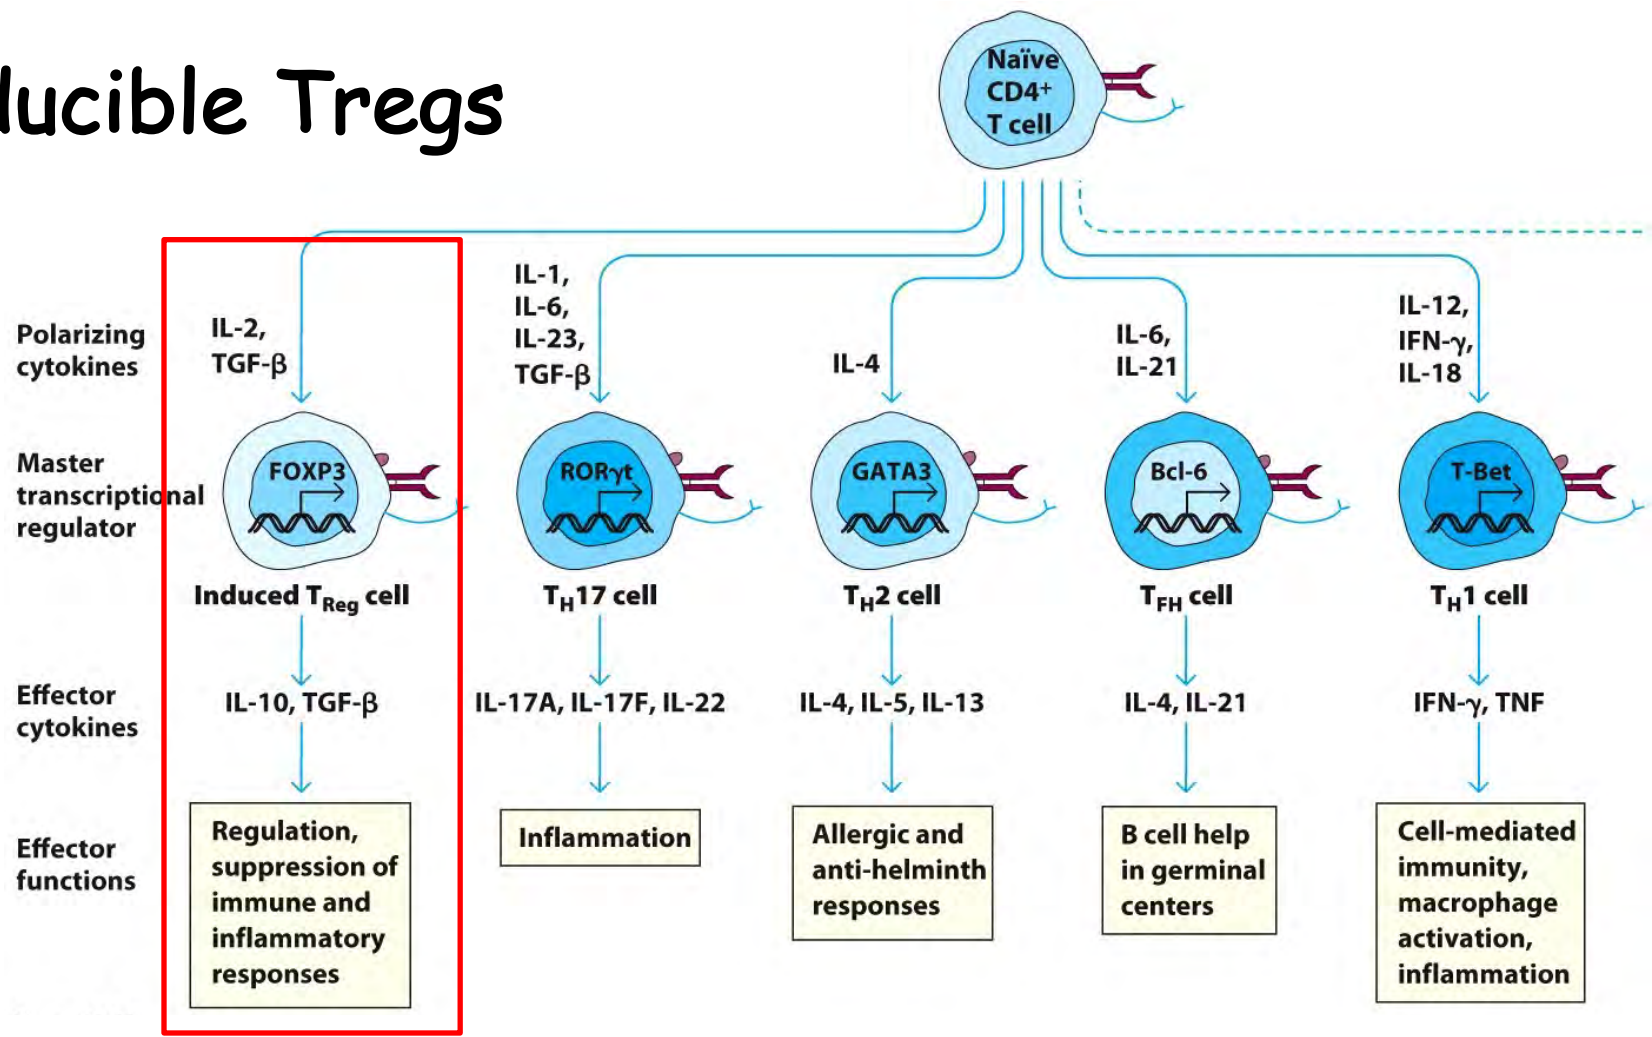 ducible Tregs
Naïve
CD4+
T cell
Polarizing
cytokines
IL-2,
TGF-β
IL-1,
IL-6,
IL-23,
TGF-β
IL-4
IL-6,
IL-21
IL-12,
IFN-γ,
IL-18
Master
transcriptional
regulator
FOXP3
RORγt
GATA3
Bcl-6
T-Bet
Induced TReg cell
TH17 cell
TH2 cell
TFH cell
TH1 cell
Effector
cytokines
IL-10, TGF-β
IL-17A, IL-17F, IL-22
IL-4, IL-5, IL-13
IL-4, IL-21
IFN-γ, TNF
Effector
functions
Regulation,
suppression of
immune and
inflammatory
responses
Inflammation
Allergic and
anti-helminth
responses
B cell help
in germinal
centers
Cell-mediated
immunity,
macrophage
activation,
inflammation